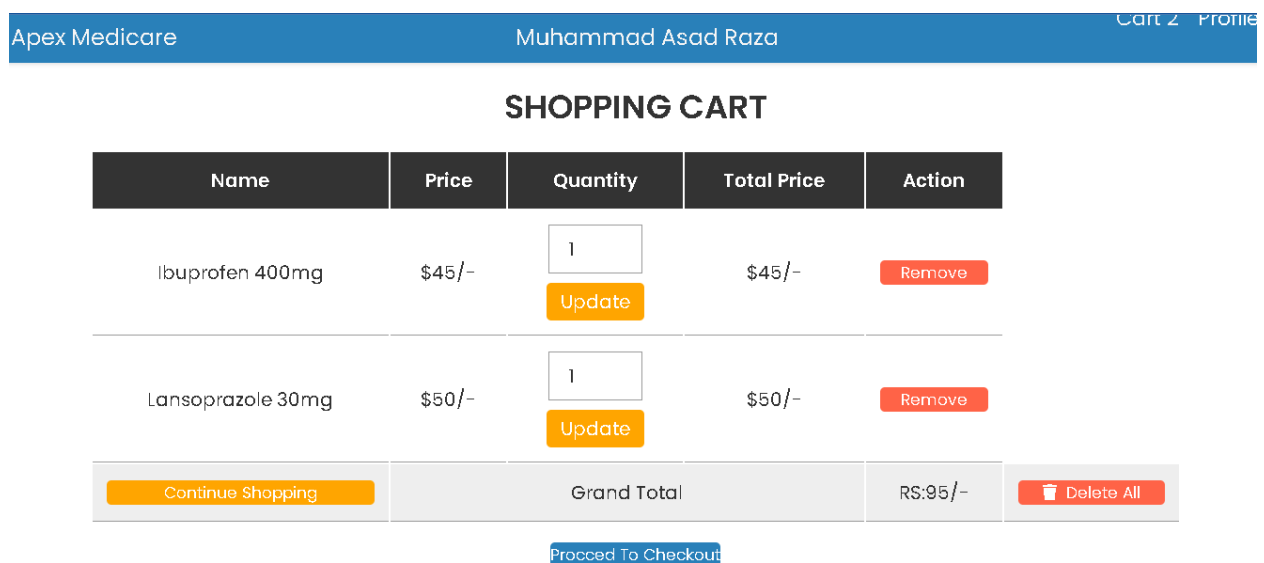 Apex Medicare Muhammad Asad Raza Cart 2 Profile
SHOPPING CART
Name Price Quantity Total Price Action
Ibuprofen 400mg $45/- 1 $45/- Remove
Update
Lansoprazole 30mg $50/- 1 $50/- Remove
Update
Continue Shopping Grand Total RS:95/- Delete All
Procced To Checkout